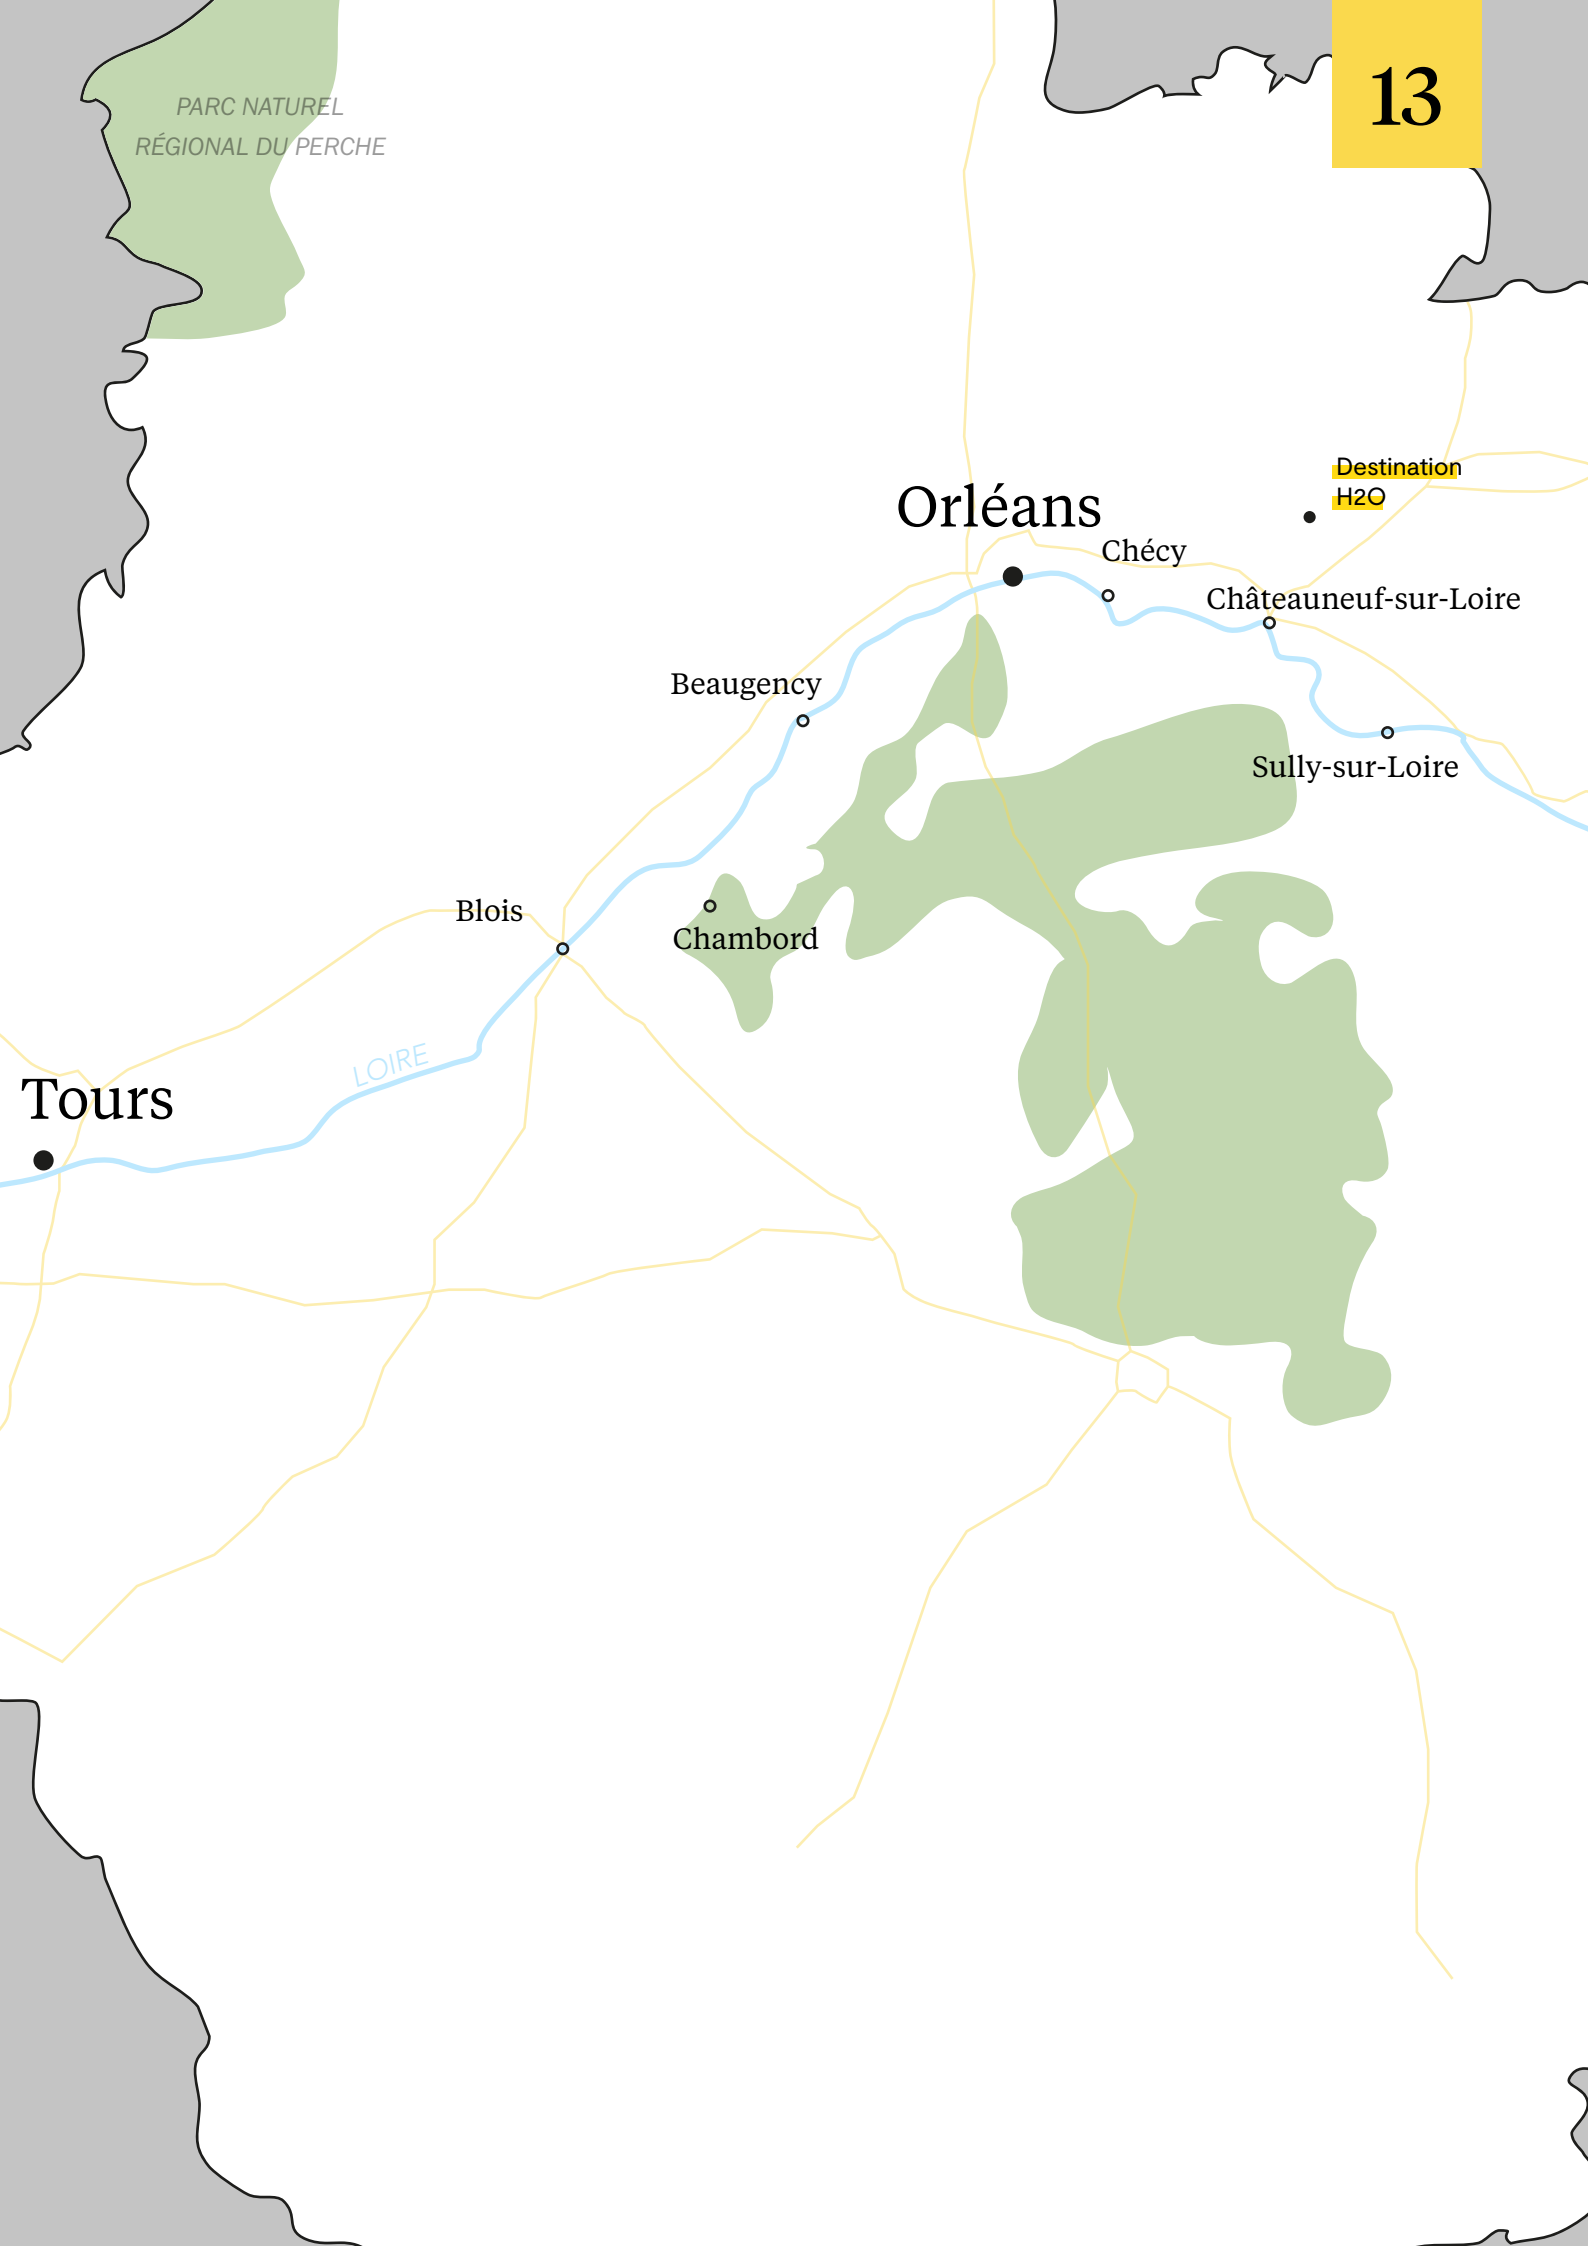 13
PARC NATUREL
RÉGIONAL DU PERCHE
Destination
H2O
Orléans
Chécy
Châteauneuf-sur-Loire
Beaugency
Sully-sur-Loire
Blois
Chambord
LOIRE
Tours